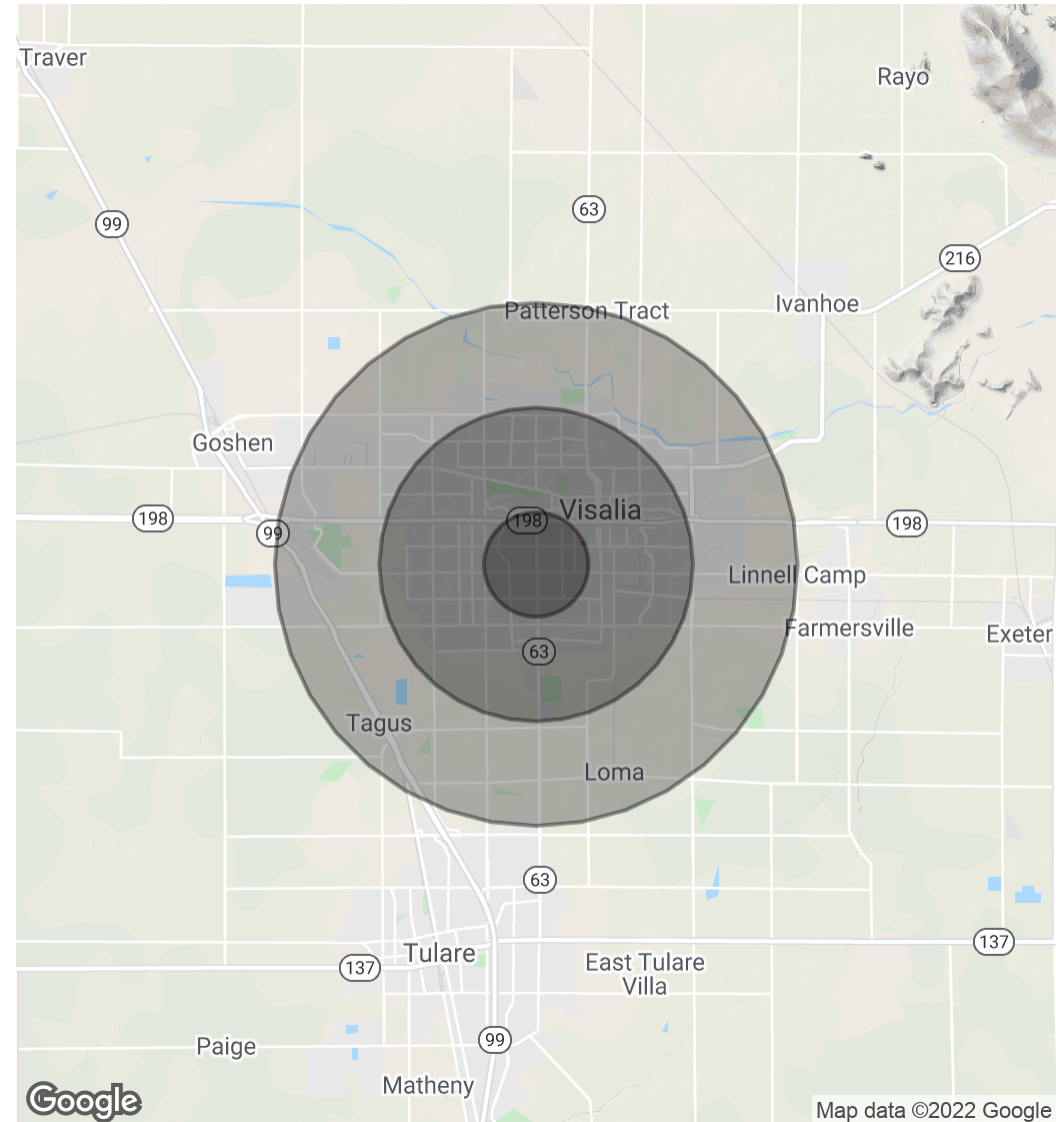 Traver
Rayo
63
99
216
Patterson Tract
Ivanhoe
Goshen
Visalia
198
198
198
99
Linnell Camp
Farmersville
Exeter
63
Tagus
Loma
63
137
Tulare
137
East Tulare
Villa
99
Paige
Matheny
Google
Map data ©2022 Google